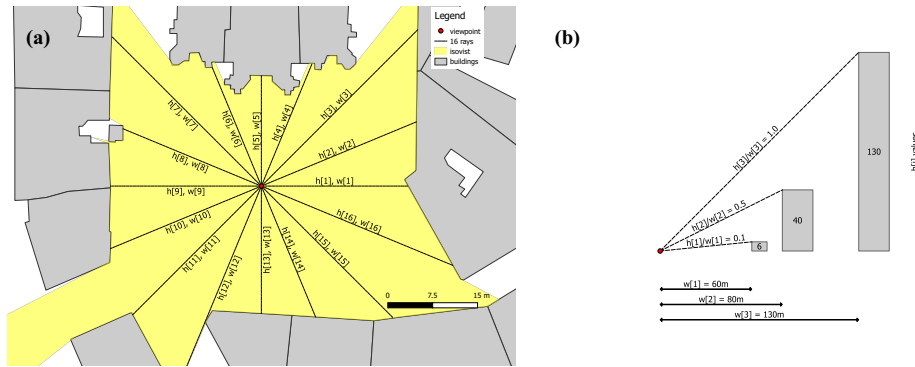 (a)
Legend
viewpoint
16 rays
isovist
buildings
h[7], w[7]
h[6], w[6]
h[5], w[5]
h[4], w[4]
h[3], w[3]
h[8], w[8]
h[2], w[2]
h[9], w[9]
h[1], w[1]
h[10], w[10]
h[16], w[16]
h[11], w[11]
h[12], w[12]
h[13], w[13]
h[14], w[14]
h[15], w[15]
0 7.5 15 m
(b)
h[3]/w[3] = 1.0
130
h[2]/w[2] = 0.5
40
h[1]/w[1] = 0.1
6
w[1] = 60m
w[2] = 80m
w[3] = 130m
h[i] values